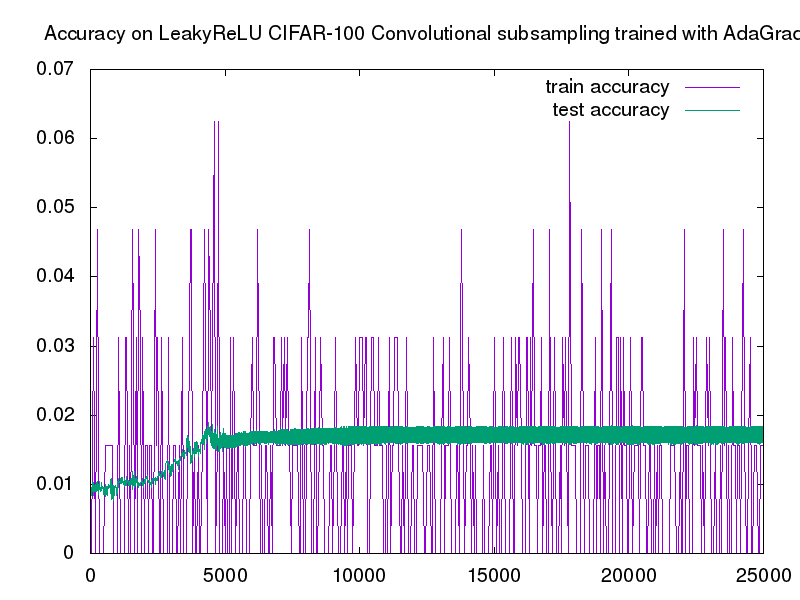 Accuracy on LeakyReLU CIFAR-100 Convolutional subsampling trained with AdaGrad
0.07
train accuracy
test accuracy
0.06
0.05
0.04
0.03
0.02
0.01
0
0 5000 10000 15000 20000 25000